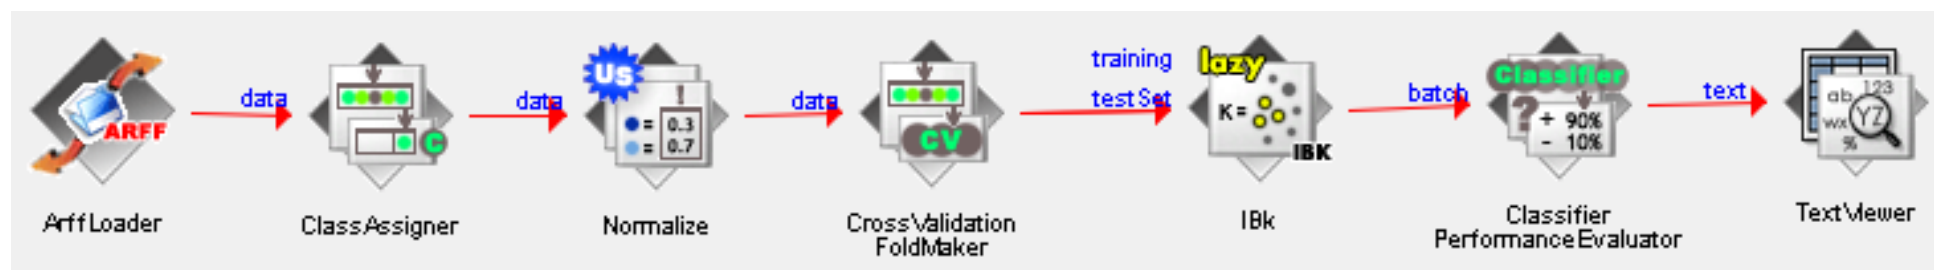 ARFF
ArffLoader
data
C
ClassAssigner
data
Us
!
= 0.3
= 0.7
Normalize
data
CV
CrossValidation
FoldMaker
training
testSet
lazy
K=
IBK
IBk
batch
Classifier
?
+ 90%
- 10%
Classifier
PerformanceEvaluator
text
ab 123
wx YZ
%
TextViewer